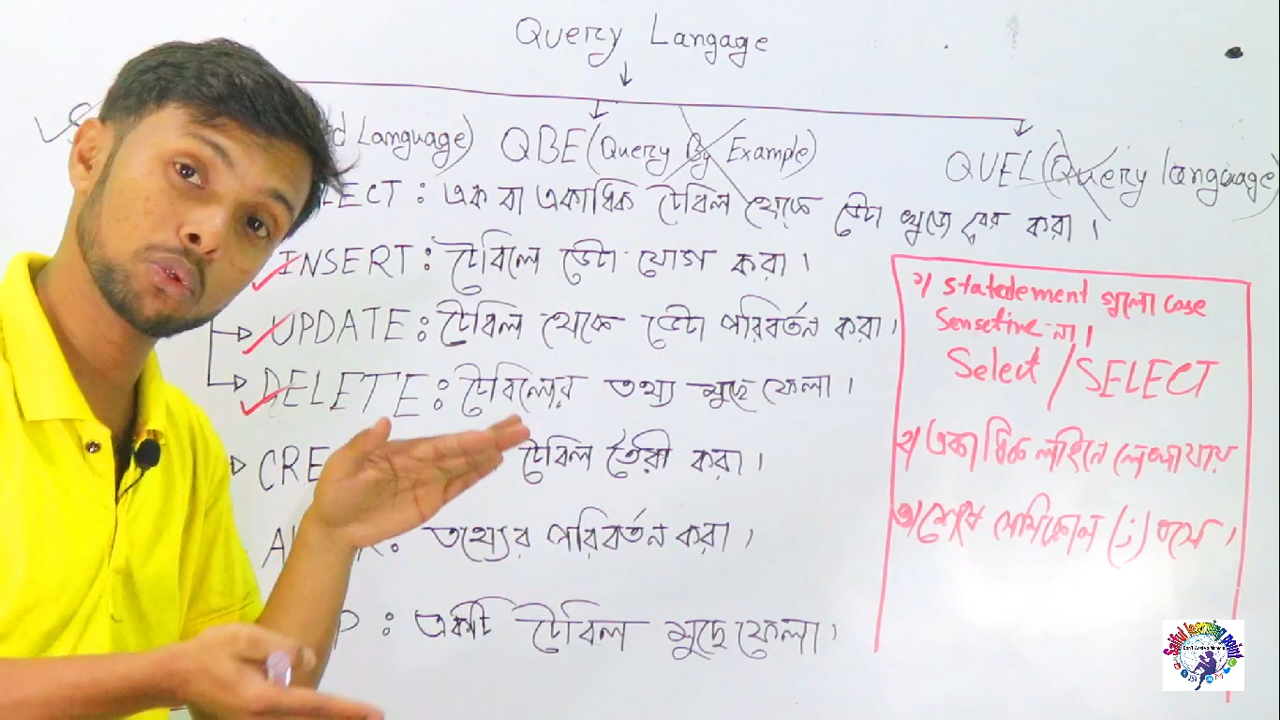 Query Langage
Language) QBE (Query By Example)
QUEL (Query language)
LECT : এক বা একাধিক টেবিল থেকে ডেটা খুজে বের করা।
INSERT : টেবিলে ডেটা যোগ করা।
UPDATE : টেবিল থেকে ডেটা পরিবর্তন করা।
DELETE : টেবিলের তথ্য মুছে ফেলা।
CRE টেবিল তৈরী করা।
A : তথ্যের পরিবর্তন করা।
P : একটি টেবিল মুছে ফেলা।
১) statedement গুলো case
Sensetive না।
Select / SELECT
২) একাধিক লাইনে লেখা যায়
৩) শেষে সেমিকোলন (;) বসে।